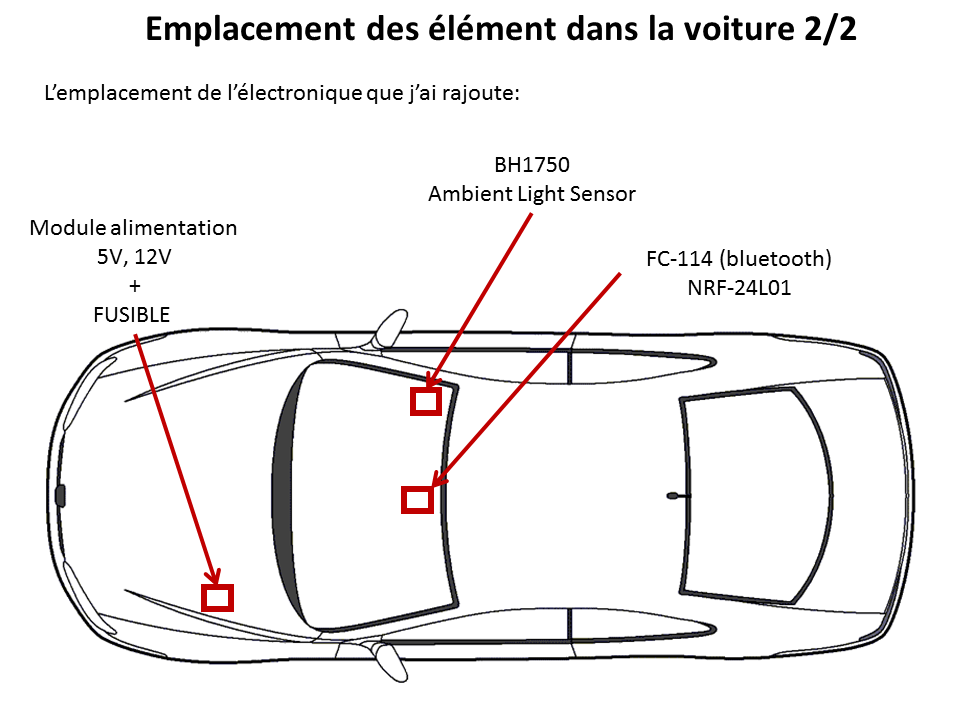 Emplacement des élément dans la voiture 2/2
L’emplacement de l’électronique que j’ai rajoute:
BH1750
Ambient Light Sensor
Module alimentation
5V, 12V
+
FUSIBLE
FC-114 (bluetooth)
NRF-24L01